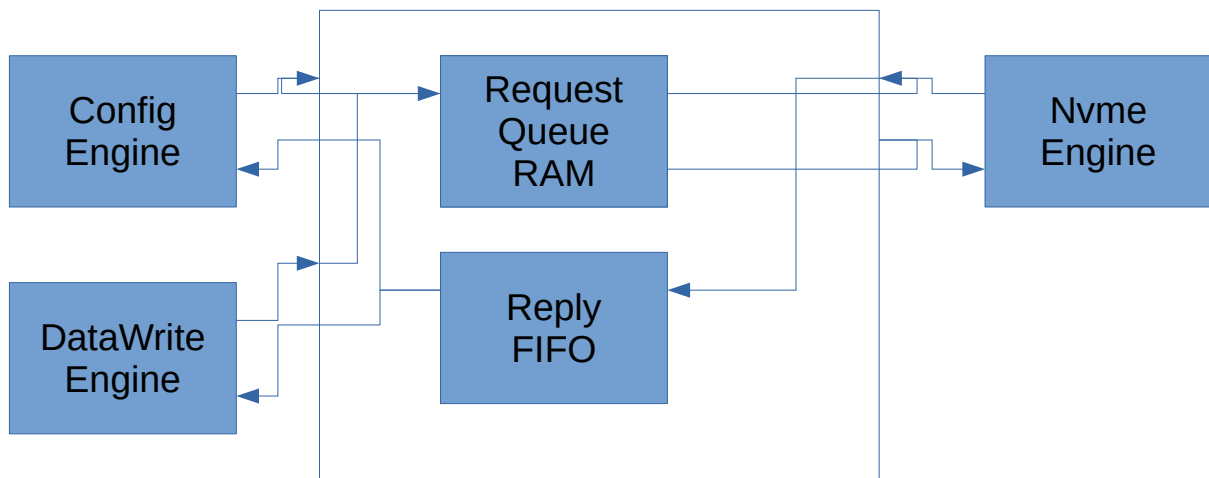 Config
Engine
Request
Queue
RAM
Nvme
Engine
DataWrite
Engine
Reply
FIFO